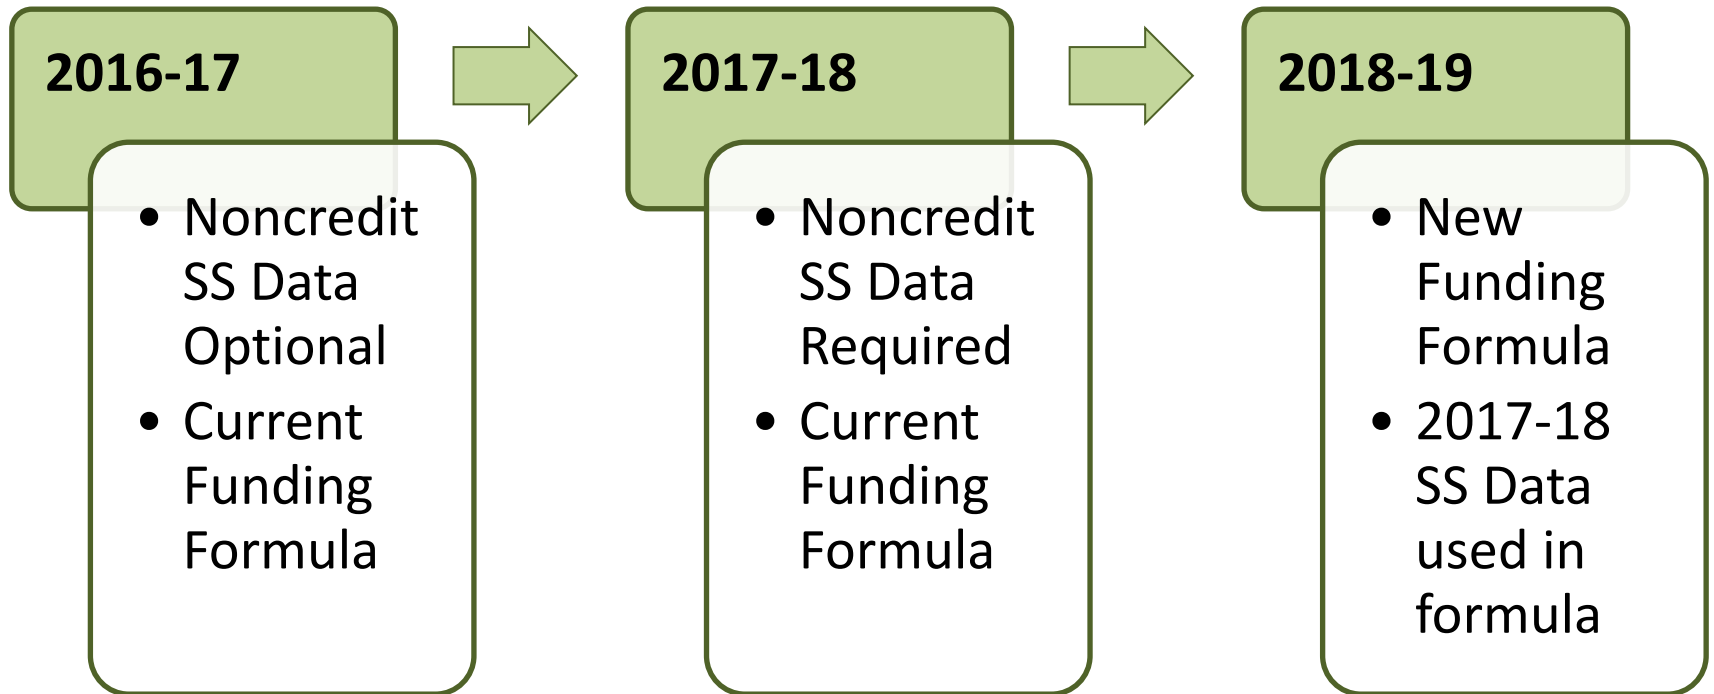 2016-17
• Noncredit
SS Data
Optional
• Current
Funding
Formula
2017-18
• Noncredit
SS Data
Required
• Current
Funding
Formula
2018-19
• New
Funding
Formula
• 2017-18
SS Data
used in
formula